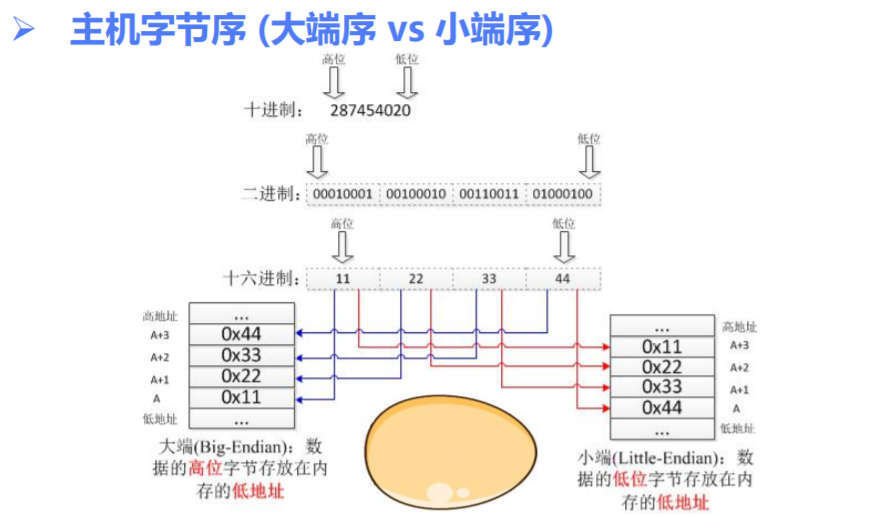 ➢ 主机字节序 (大端序 vs 小端序)
高位 低位
十进制: 287454020
高位 低位
二进制: 00010001 00100010 00110011 01000100
高位 低位
十六进制: 11 22 33 44
高地址 ...
A+3 0x44
A+2 0x33
A+1 0x22
A 0x11
低地址 ...
大端(Big-Endian)：数
据的高位字节存放在内
存的低地址
... 高地址
0x11 A+3
0x22 A+2
0x33 A+1
0x44 A
... 低地址
小端(Little-Endian)：数
据的低位字节存放在内
存的低地址